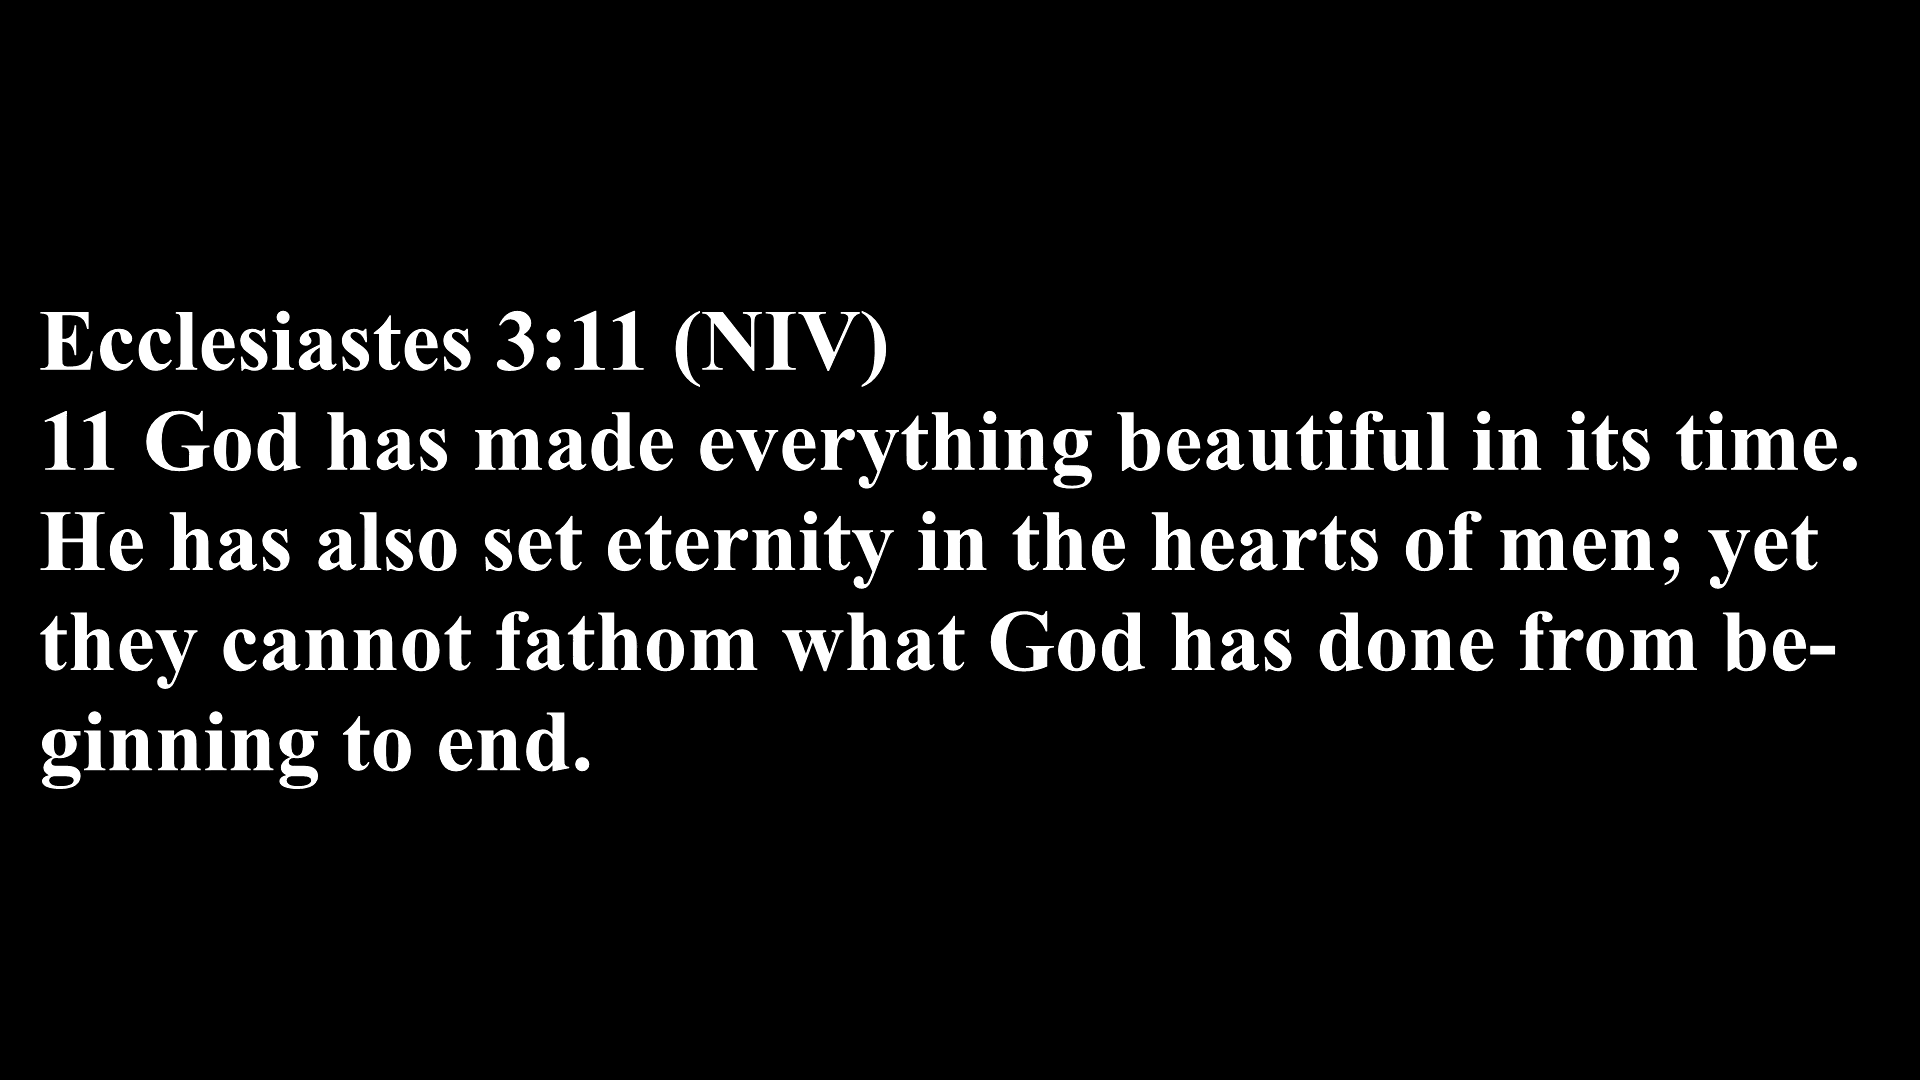 Ecclesiastes 3:11 (NIV)
11 God has made everything beautiful in its time.
He has also set eternity in the hearts of men; yet
they cannot fathom what God has done from be-
ginning to end.